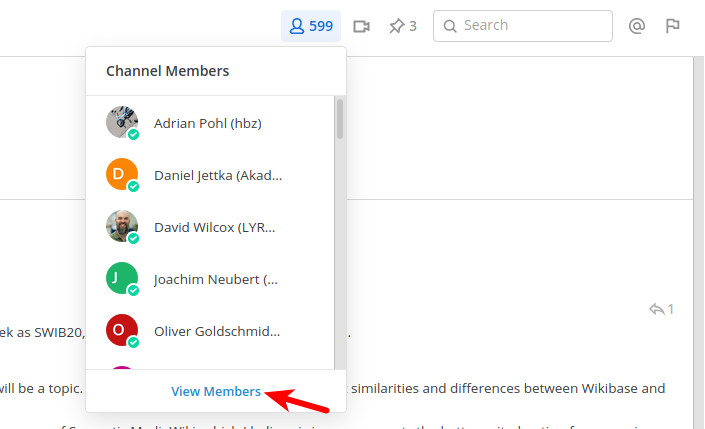 599
3
Search
Channel Members
Adrian Pohl (hbz)
D
Daniel Jettka (Akad...
David Wilcox (LYR...
J
Joachim Neubert (...
O
Oliver Goldschmid...
1
ek as SWIB20,
.
View Members
will be a topic.
similarities and differences between Wikibase and